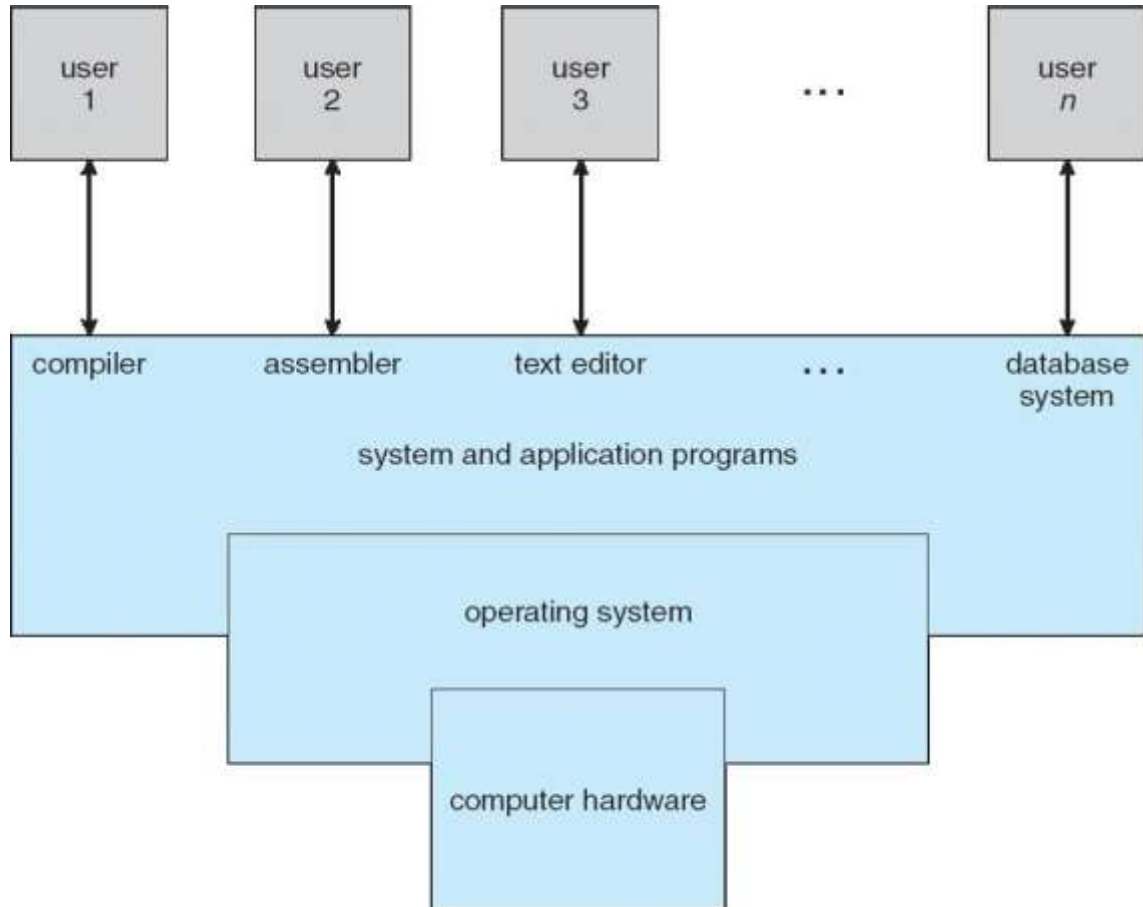 user
1
user
2
user
3
...
user
n
compiler
assembler
text editor
...
database
system
system and application programs
operating system
computer hardware